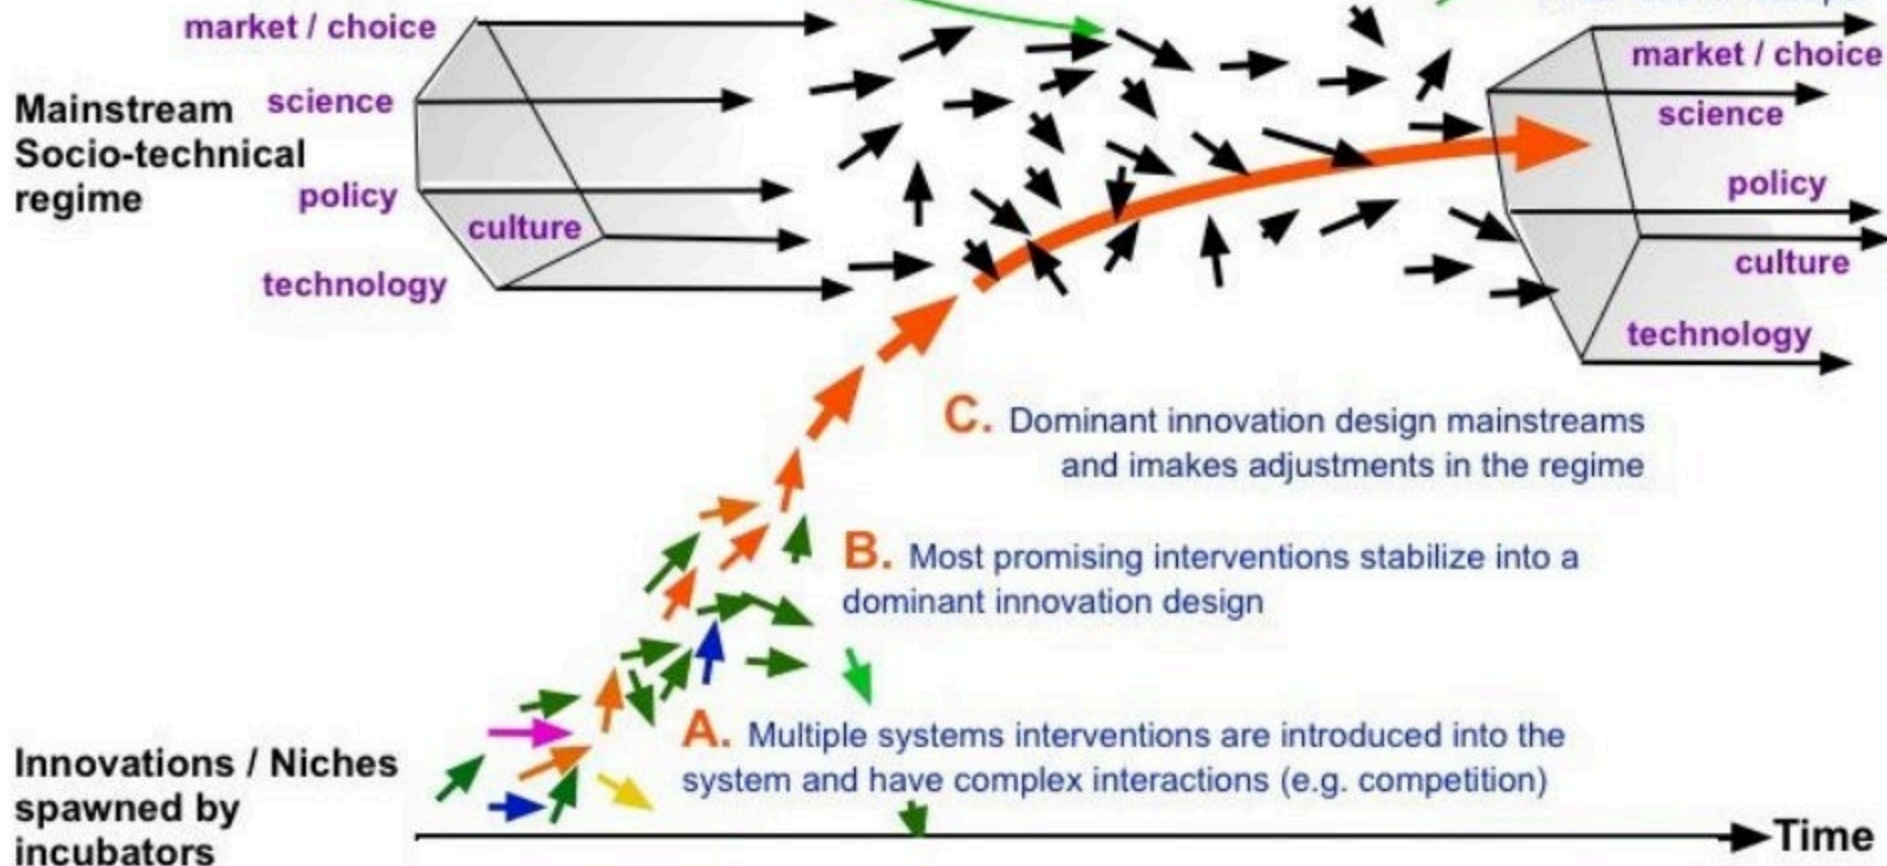 market / choice
science
Mainstream
Socio-technical
regime
policy
culture
technology
market / choice
science
policy
culture
technology
C. Dominant innovation design mainstreams
and imakes adjustments in the regime
B. Most promising interventions stabilize into a
dominant innovation design
A. Multiple systems interventions are introduced into the
system and have complex interactions (e.g. competition)
Innovations / Niches
spawned by
incubators
Time